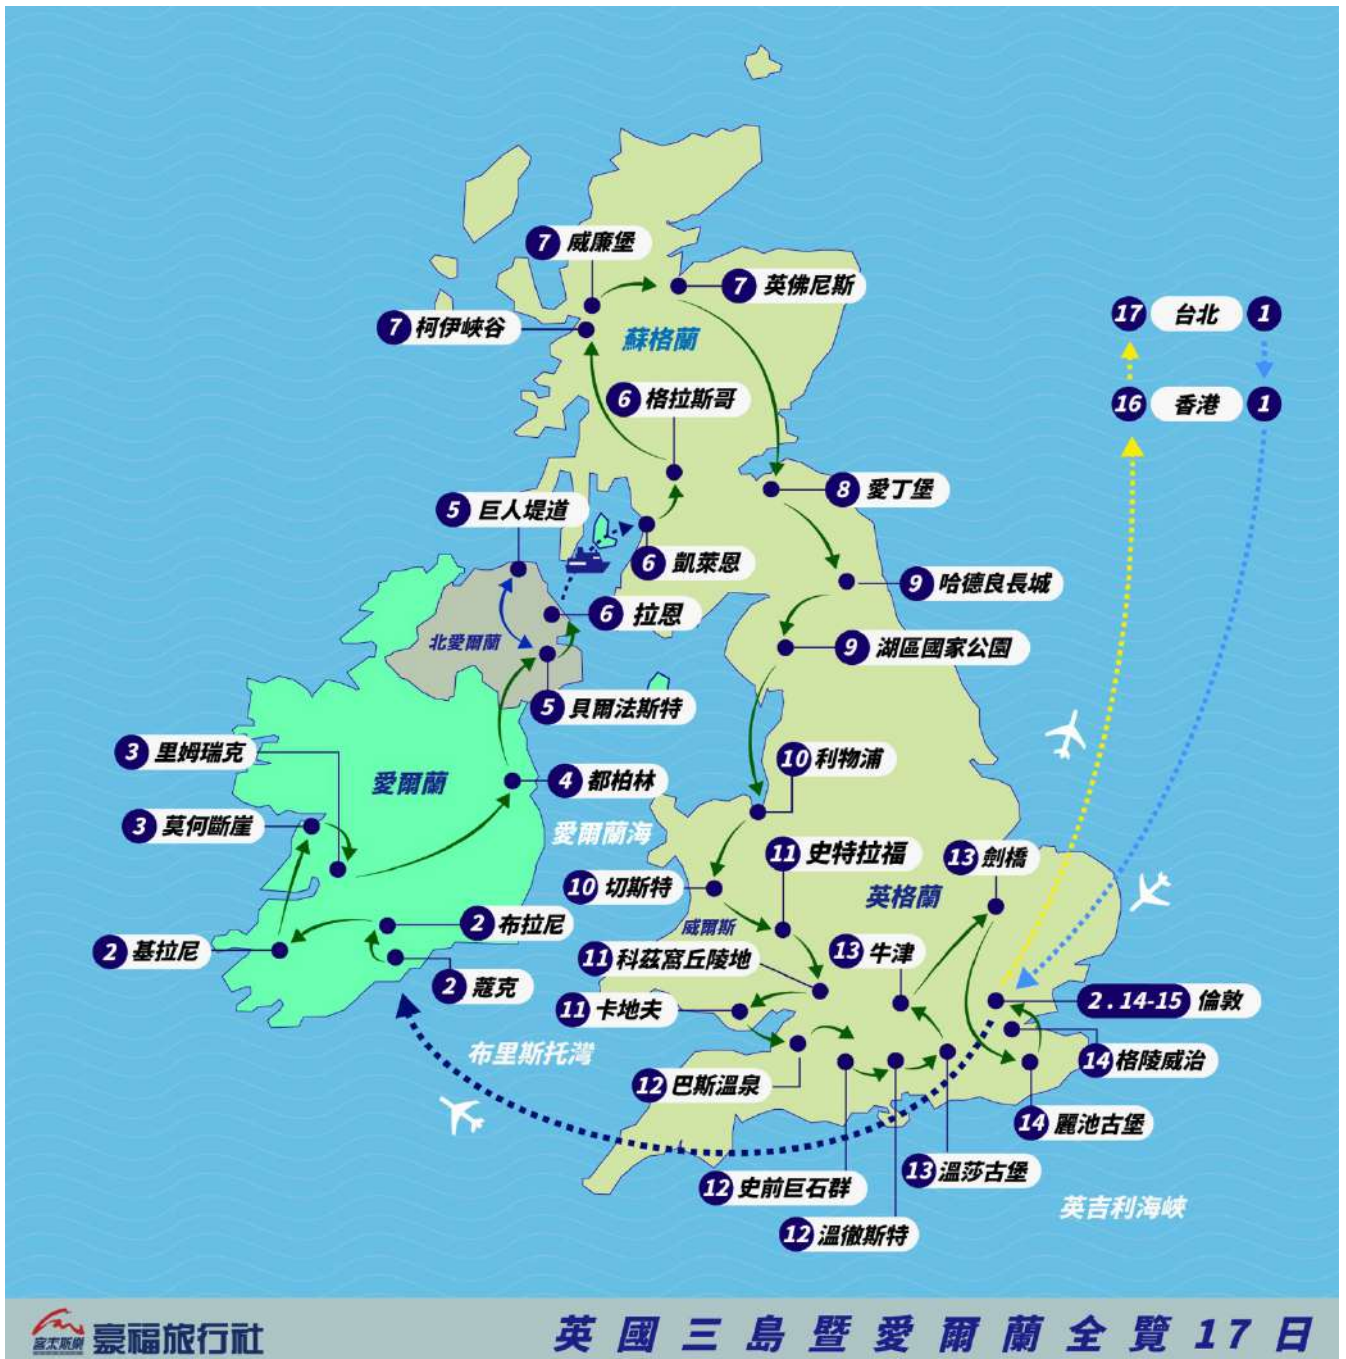 7 威廉堡
7 英佛尼斯
17 台北 1
7 柯伊峽谷
蘇格蘭
6 格拉斯哥
16 香港 1
8 愛丁堡
5 巨人堤道
6 凱萊恩
9 哈德良長城
6 拉恩
北愛爾蘭
9 湖區國家公園
5 貝爾法斯特
3 里姆瑞克
愛爾蘭
4 都柏林
10 利物浦
3 莫何斷崖
愛爾蘭海
11 史特拉福
13 劍橋
10 切斯特
英格蘭
威爾斯
2 布拉尼
2 基拉尼
11 科茲窩丘陵地
13 牛津
2 蔻克
11 卡地夫
2 . 14-15 倫敦
布里斯托灣
12 巴斯溫泉
14 格陵威治
14 麗池古堡
13 溫莎古堡
12 史前巨石群
英吉利海峽
12 溫徹斯特
豪福旅行社
英國三島暨愛爾蘭全覽17日